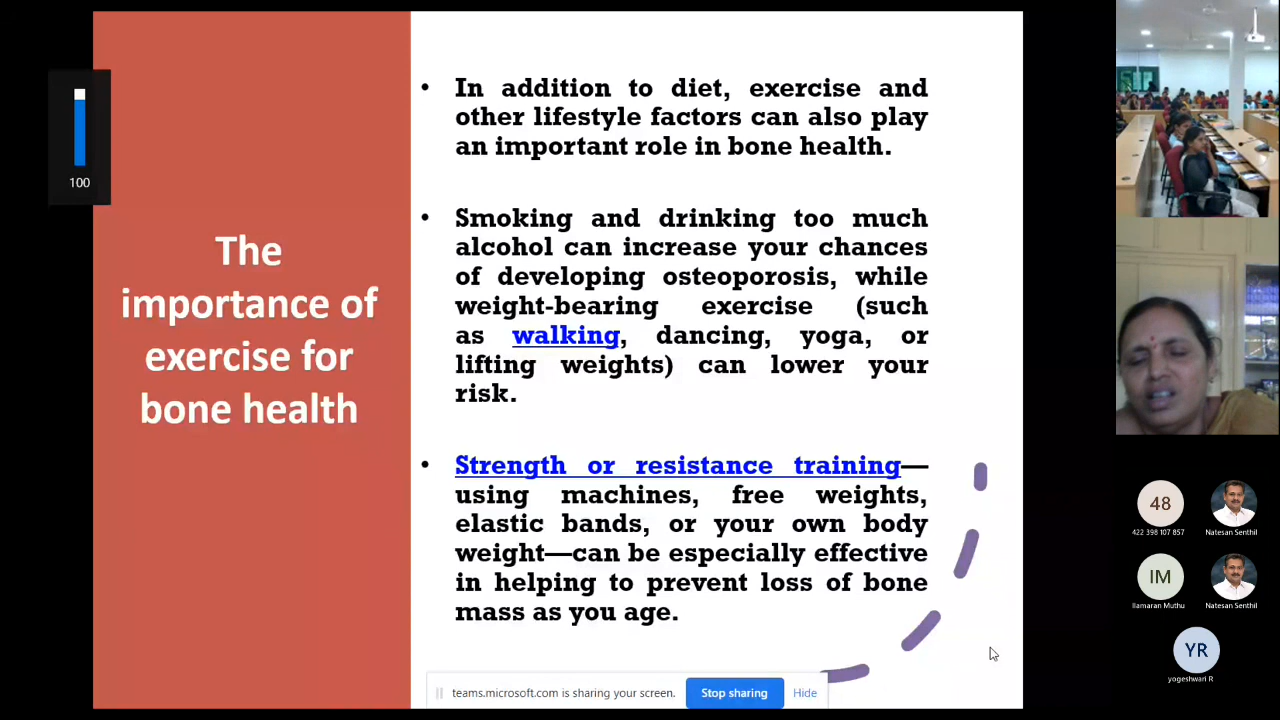 100
The
importance of
exercise for
bone health
• In addition to diet, exercise and
other lifestyle factors can also play
an important role in bone health.
• Smoking and drinking too much
alcohol can increase your chances
of developing osteoporosis, while
weight-bearing exercise (such
as walking, dancing, yoga, or
lifting weights) can lower your
risk.
• Strength or resistance training—
using machines, free weights,
elastic bands, or your own body
weight—can be especially effective
in helping to prevent loss of bone
mass as you age.
teams.microsoft.com is sharing your screen. Stop sharing Hide
48
422 398 107 857
Natesan Senthil
IM
Ilamaran Muthu
Natesan Senthil
YR
yogeshwari R